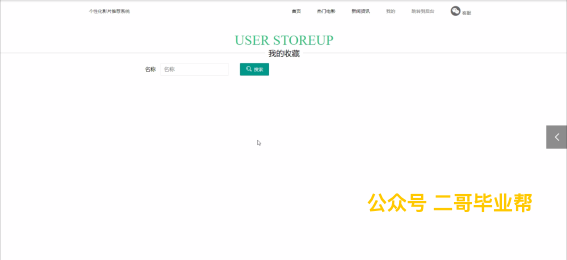 个性化影片推荐系统 首页 热门电影 新闻资讯 我的 跳转到后台 客服
USER STOREUP
我的收藏
名称 名称 搜索
公众号 二哥毕业帮